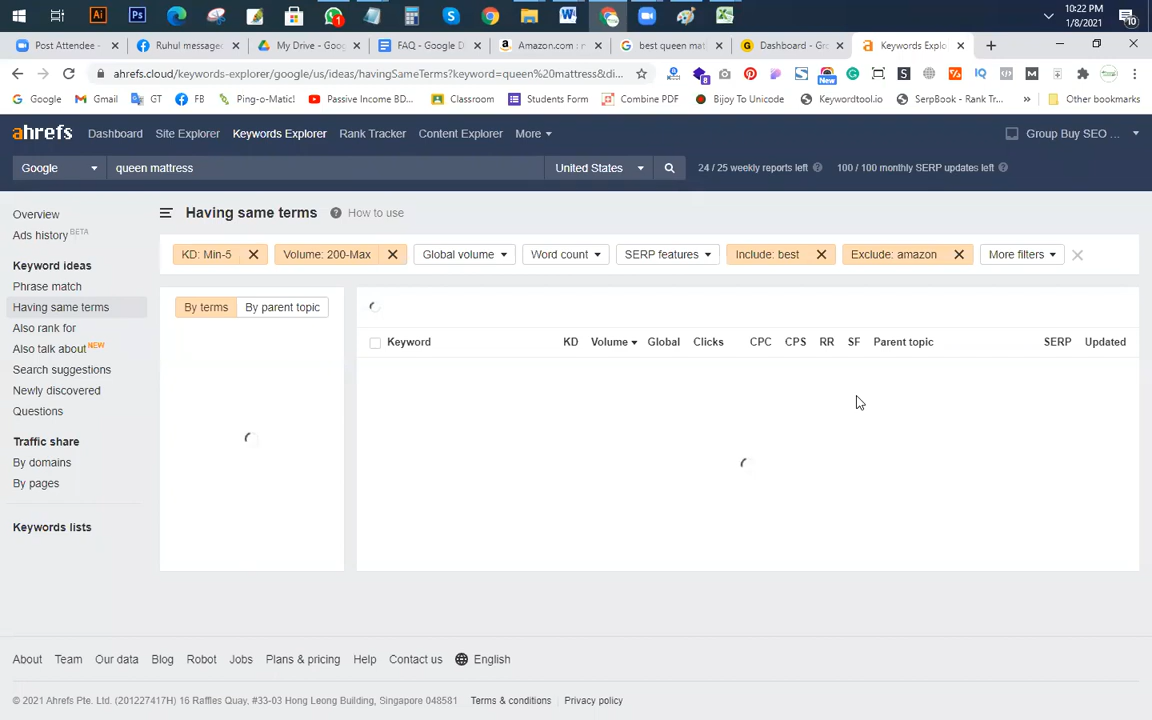 10:22 PM
1/8/2021
10
1
Post Attendee -
Ruhul message
My Drive - Goo
FAQ - Google D
Amazon.com : n
best queen mat
Dashboard - Gr
Keywords Explo
ahrefs.cloud/keywords-explorer/google/us/ideas/havingSameTerms?keyword=queen%20mattress&di...
8
New
Google
Gmail
GT
FB
Ping-o-Matic!
Passive Income BD...
Classroom
Students Form
Combine PDF
Bijoy To Unicode
Keywordtool.io
SerpBook - Rank Tr...
Other bookmarks
ahrefs
Dashboard
Site Explorer
Keywords Explorer
Rank Tracker
Content Explorer
More
Group Buy SEO ...
Google
queen mattress
United States
24 / 25 weekly reports left
100 / 100 monthly SERP updates left
Overview
Ads history BETA
Keyword ideas
Phrase match
Having same terms
Also rank for
Also talk about NEW
Search suggestions
Newly discovered
Questions
Traffic share
By domains
By pages
Keywords lists
Having same terms
How to use
KD: Min-5
Volume: 200-Max
Global volume
Word count
SERP features
Include: best
Exclude: amazon
More filters
By terms
By parent topic
Keyword
KD
Volume
Global
Clicks
CPC
CPS
RR
SF
Parent topic
SERP
Updated
About
Team
Our data
Blog
Robot
Jobs
Plans & pricing
Help
Contact us
English
© 2021 Ahrefs Pte. Ltd. (201227417H) 16 Raffles Quay, #33-03 Hong Leong Building, Singapore 048581
Terms & conditions
Privacy policy